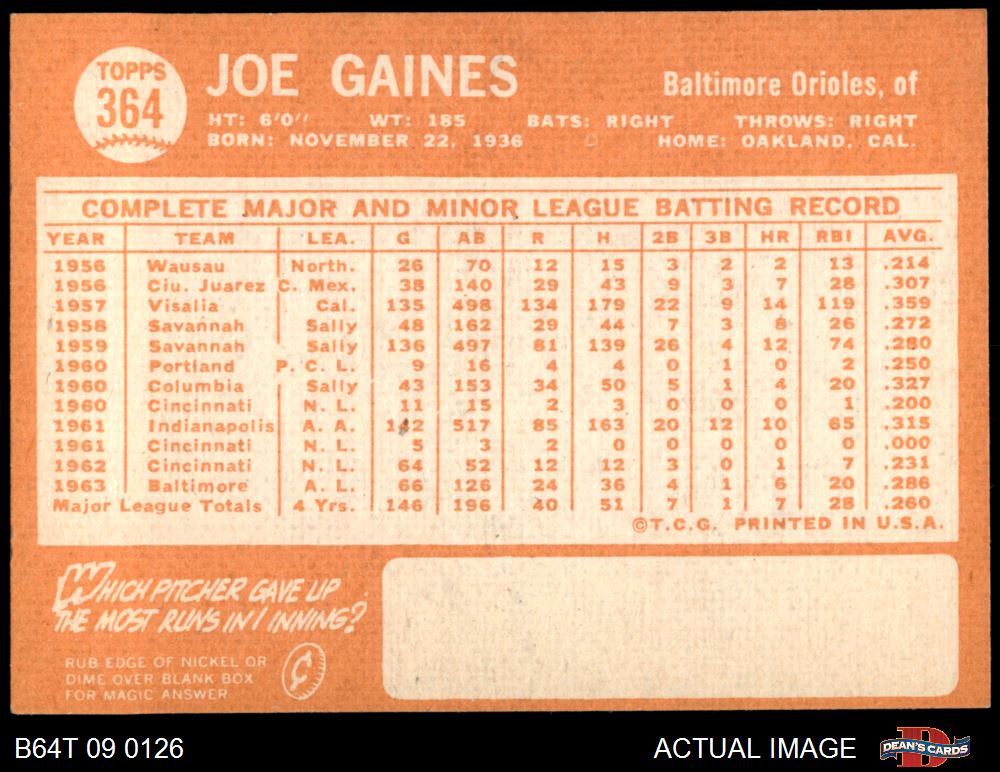 TOPPS
364
JOE GAINES
Baltimore Orioles, of
HT: 6'0" WT: 185 BATS: RIGHT THROWS: RIGHT
BORN: NOVEMBER 22, 1936 HOME: OAKLAND, CAL.
COMPLETE MAJOR AND MINOR LEAGUE BATTING RECORD
YEAR TEAM LEA. G AB R H 2B 3B HR RBI AVG.
1956 Wausau North. 26 70 12 15 3 2 2 13 .214
1956 Ciu. Juarez C. Mex. 38 140 29 43 9 3 7 28 .307
1957 Visalia Cal. 135 498 134 179 22 9 14 119 .359
1958 Savannah Sally 48 162 29 44 7 3 8 26 .272
1959 Savannah Sally 136 497 81 139 26 4 12 74 .280
1960 Portland P. C. L. 9 16 4 4 0 1 0 2 .250
1960 Columbia Sally 43 153 34 50 5 1 4 20 .327
1960 Cincinnati N. L. 11 15 2 3 0 0 0 1 .200
1961 Indianapolis A. A. 142 517 85 163 20 12 10 65 .315
1961 Cincinnati N. L. 5 3 2 0 0 0 0 0 .000
1962 Cincinnati N. L. 64 52 12 12 3 0 1 7 .231
1963 Baltimore A. L. 66 126 24 36 4 1 6 20 .286
Major League Totals 4 Yrs. 146 196 40 51 7 1 7 28 .260
©T.C.G. PRINTED IN U.S.A.
WHICH PITCHER GAVE UP
THE MOST RUNS IN 1 INNING?
RUB EDGE OF NICKEL OR
DIME OVER BLANK BOX
FOR MAGIC ANSWER
¢
B64T 09 0126 ACTUAL IMAGE
D
DEAN'S CARDS